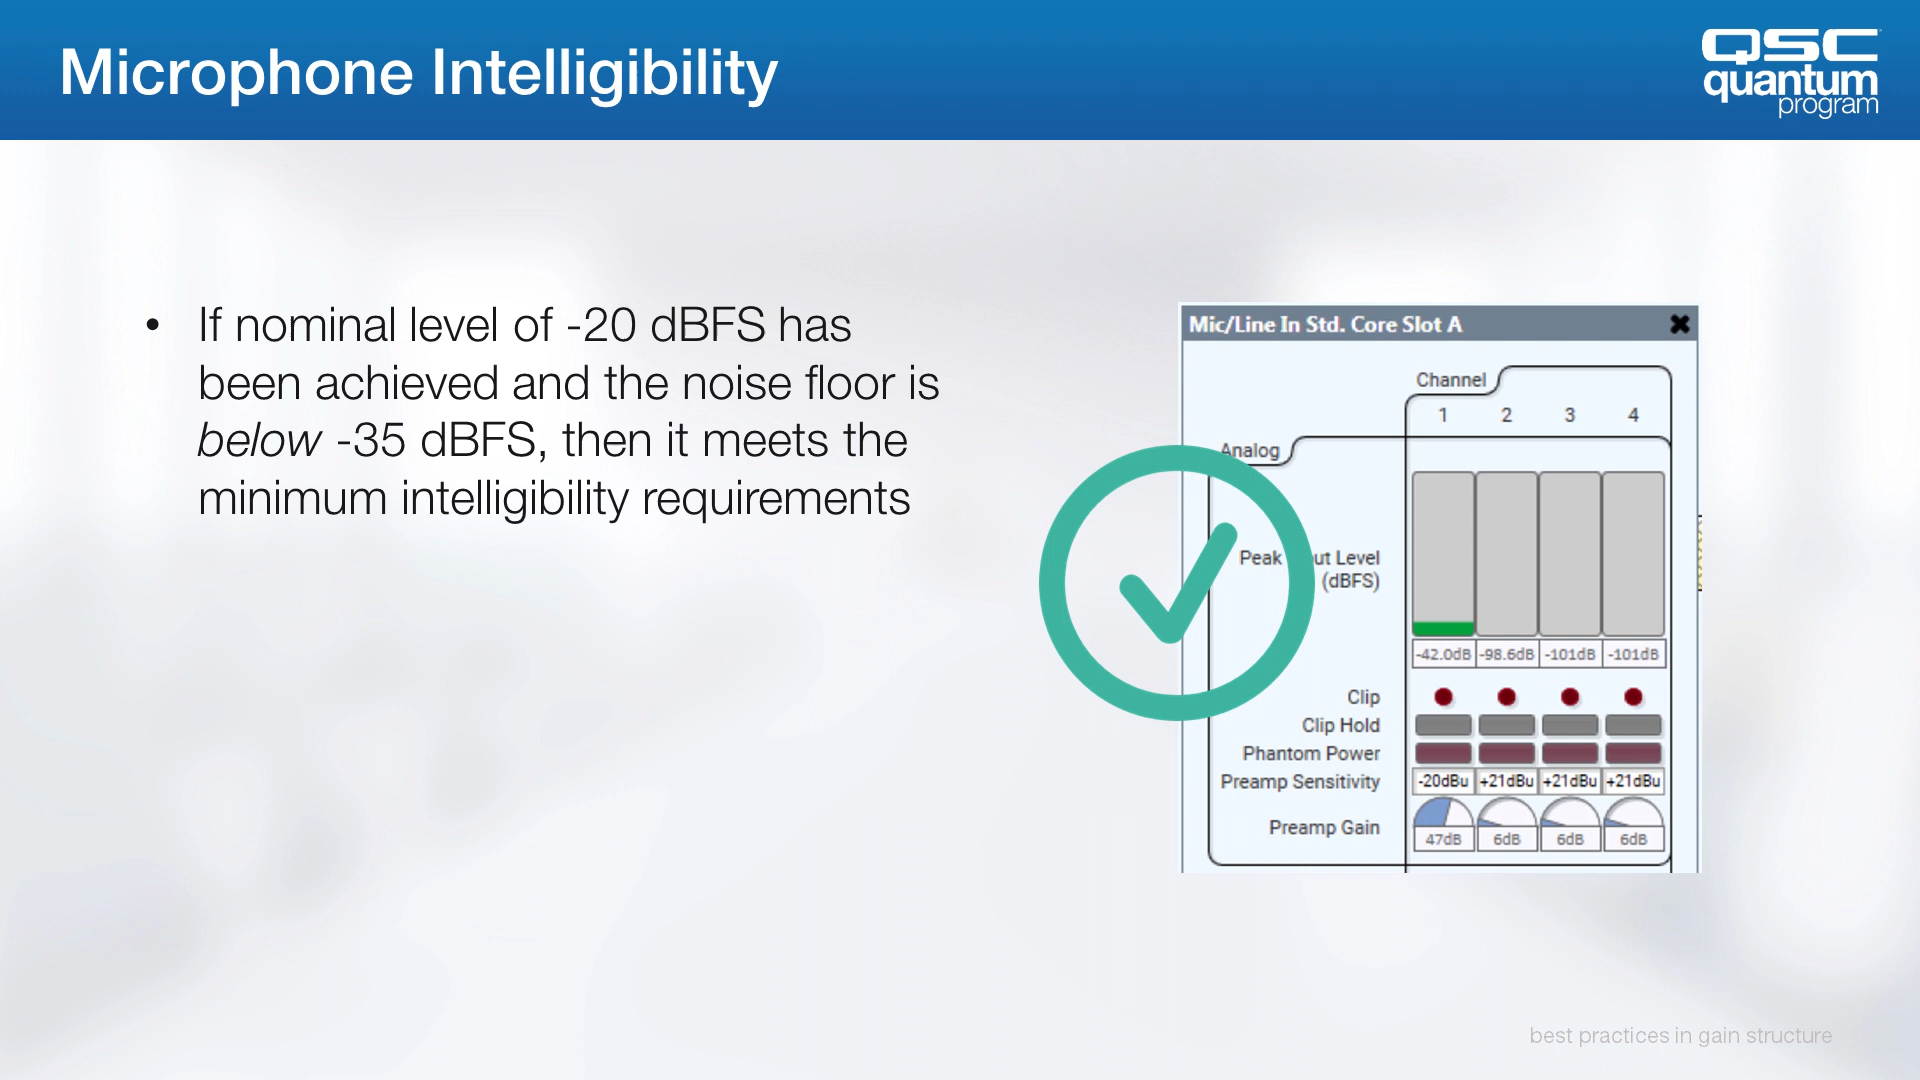 Microphone Intelligibility
QSC
quantum
program
• If nominal level of -20 dBFS has
been achieved and the noise floor is
below -35 dBFS, then it meets the
minimum intelligibility requirements
Mic/Line In Std. Core Slot A
Channel
1 2 3 4
Analog
Peak ut Level
(dBFS)
-42.0dB -98.6dB -101dB -101dB
Clip
Clip Hold
Phantom Power
Preamp Sensitivity -20dBu +21dBu +21dBu +21dBu
Preamp Gain
47dB 6dB 6dB 6dB
best practices in gain structure